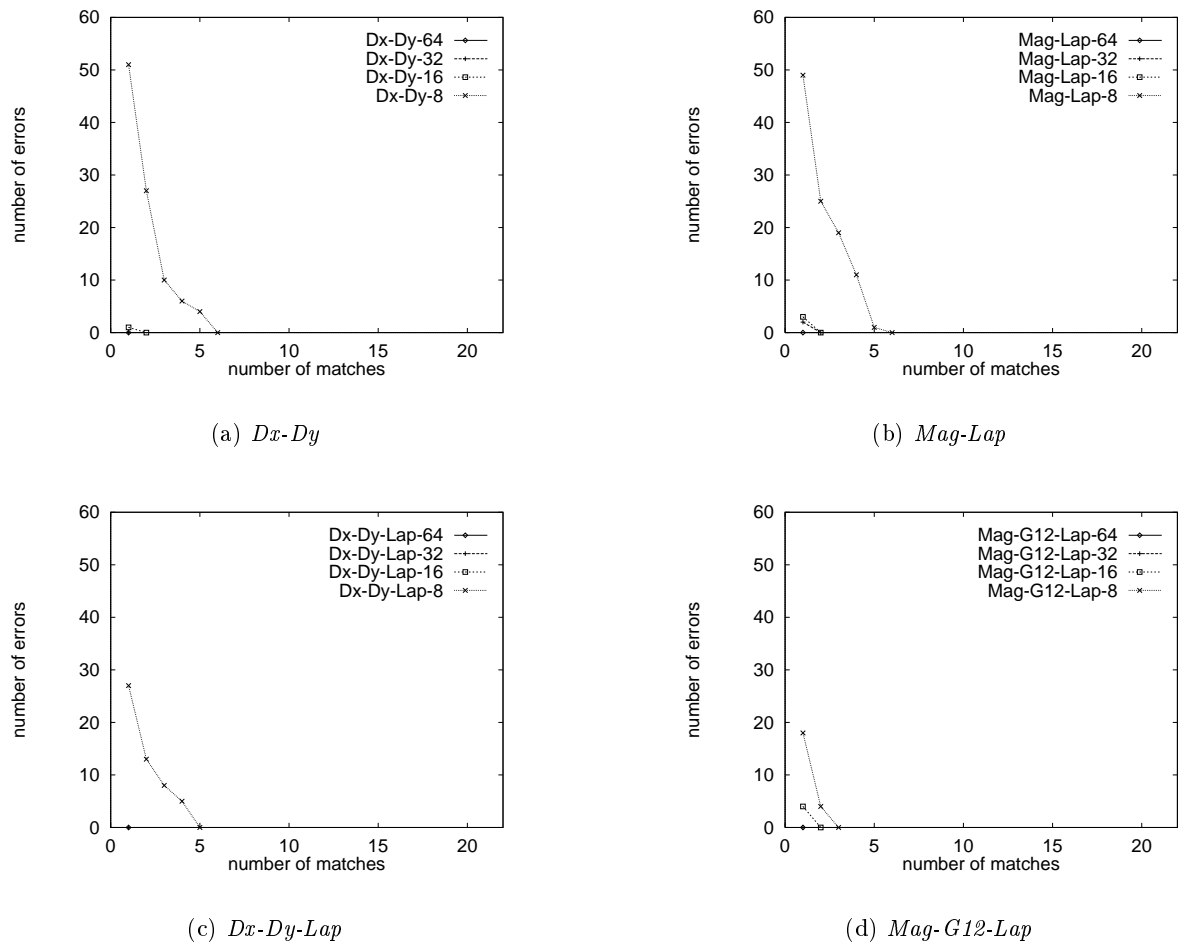 60
50
40
30
20
10
0
number of errors
Dx-Dy-64
Dx-Dy-32
Dx-Dy-16
Dx-Dy-8
0 5 10 15 20
number of matches
(a) Dx-Dy
60
50
40
30
20
10
0
number of errors
Mag-Lap-64
Mag-Lap-32
Mag-Lap-16
Mag-Lap-8
0 5 10 15 20
number of matches
(b) Mag-Lap
60
50
40
30
20
10
0
number of errors
Dx-Dy-Lap-64
Dx-Dy-Lap-32
Dx-Dy-Lap-16
Dx-Dy-Lap-8
0 5 10 15 20
number of matches
(c) Dx-Dy-Lap
60
50
40
30
20
10
0
number of errors
Mag-G12-Lap-64
Mag-G12-Lap-32
Mag-G12-Lap-16
Mag-G12-Lap-8
0 5 10 15 20
number of matches
(d) Mag-G12-Lap